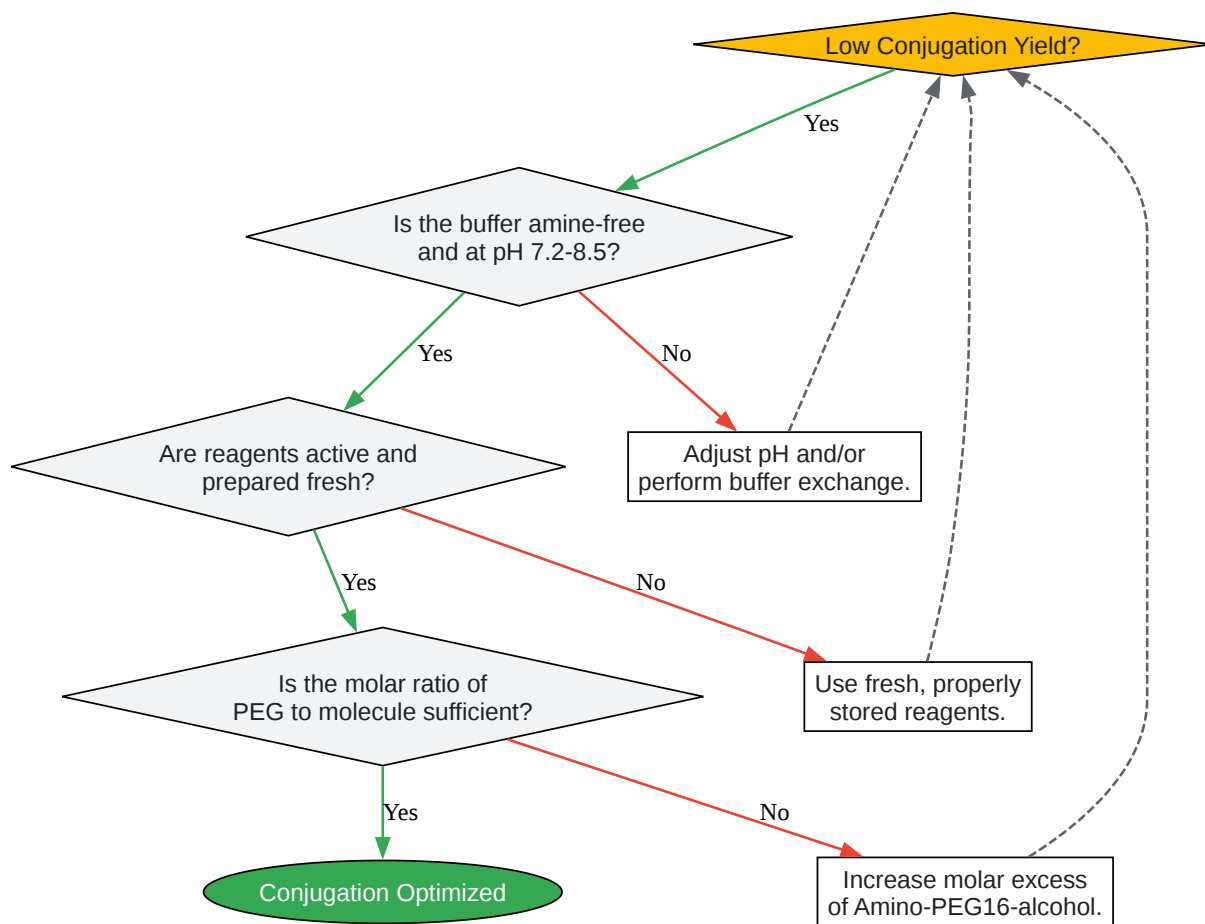 Low Conjugation Yield?
Yes
Is the buffer amine-free
and at pH 7.2-8.5?
Yes
No
Are reagents active and
prepared fresh?
Adjust pH and/or
perform buffer exchange.
Yes
No
Is the molar ratio of
PEG to molecule sufficient?
Use fresh, properly
stored reagents.
Yes
No
Conjugation Optimized
Increase molar excess
of Amino-PEG16-alcohol.